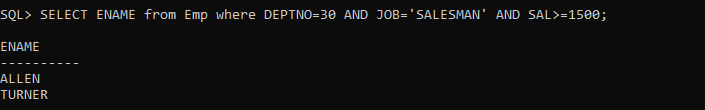 SQL> SELECT ENAME from Emp where DEPTNO=30 AND JOB='SALESMAN' AND SAL>=1500;
ENAME
----------
ALLEN
TURNER